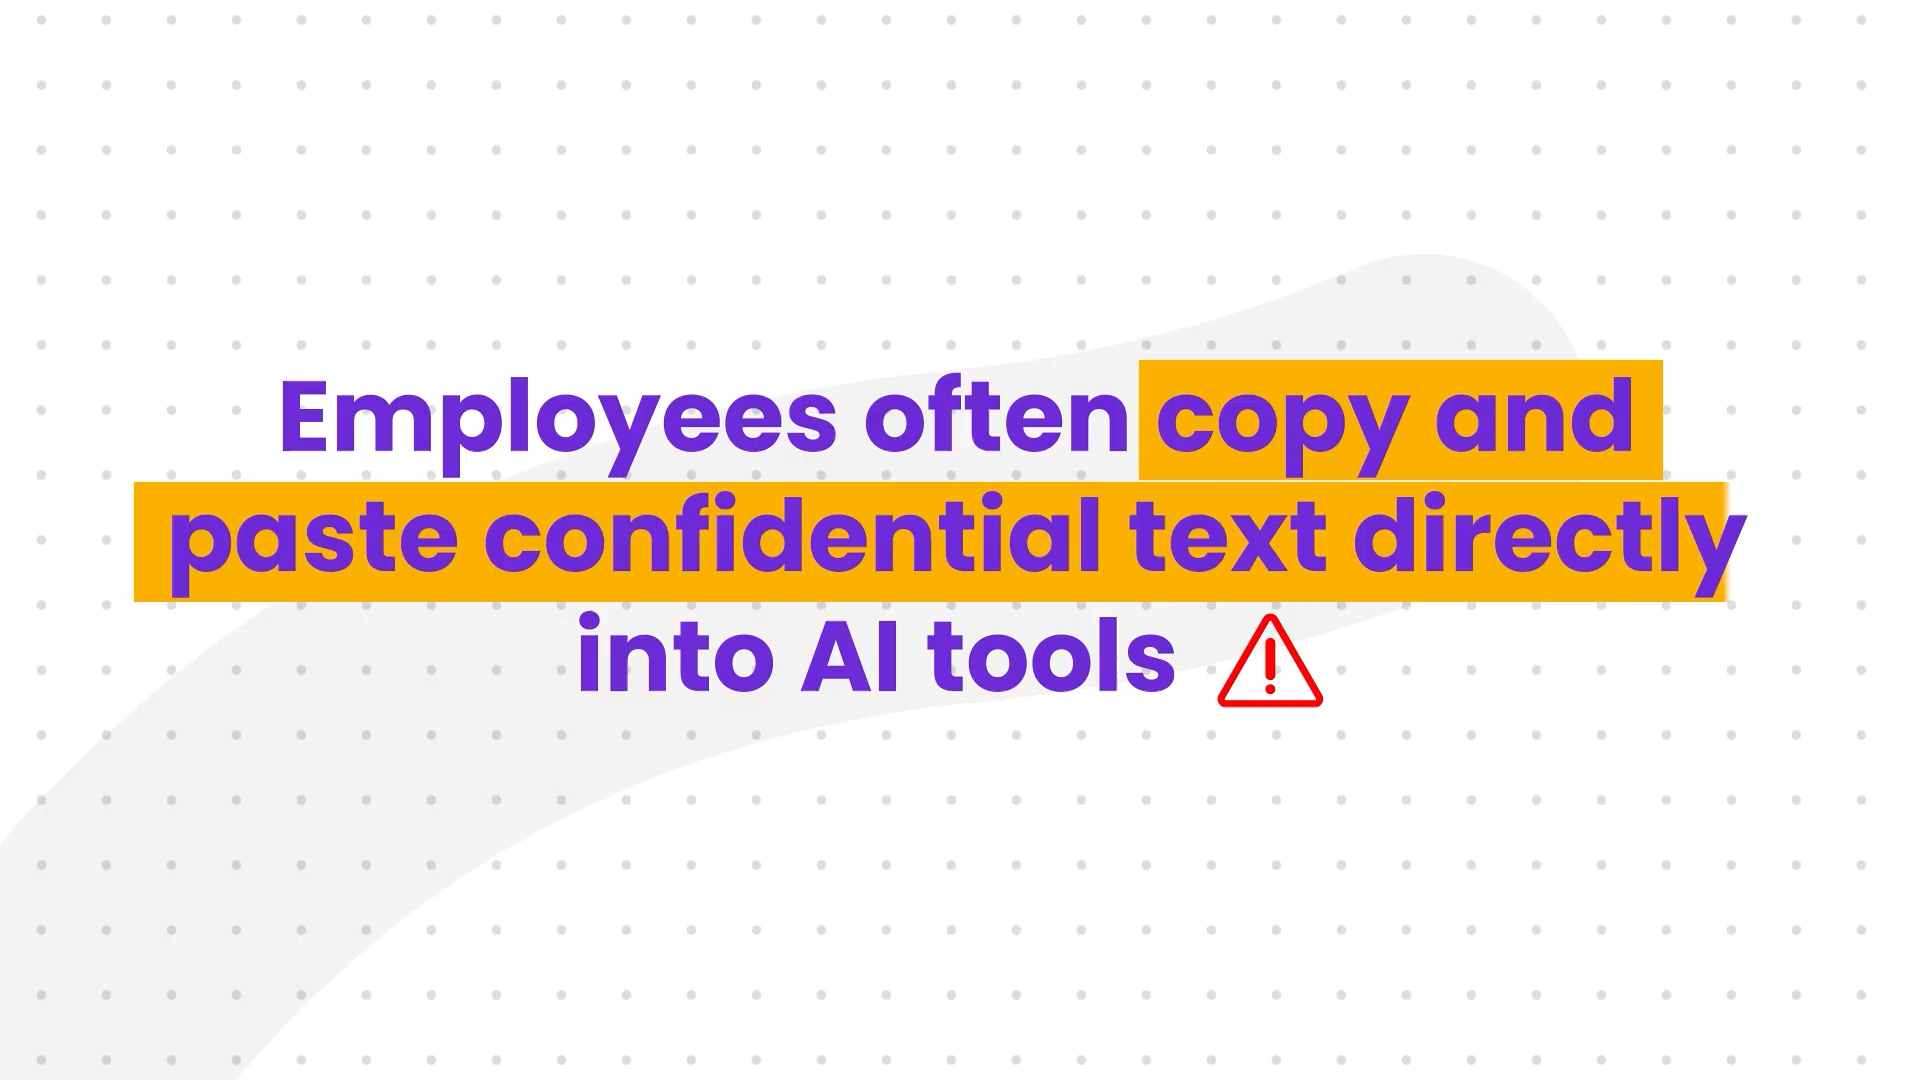 Employees often copy and
paste confidential text directly
into AI tools